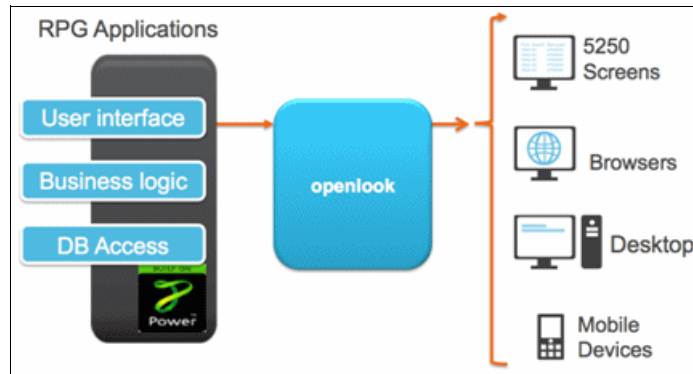 RPG Applications
User interface
Business logic
DB Access
BUILT ON
Power
openlook
5250
Screens
Browsers
Desktop
Mobile
Devices